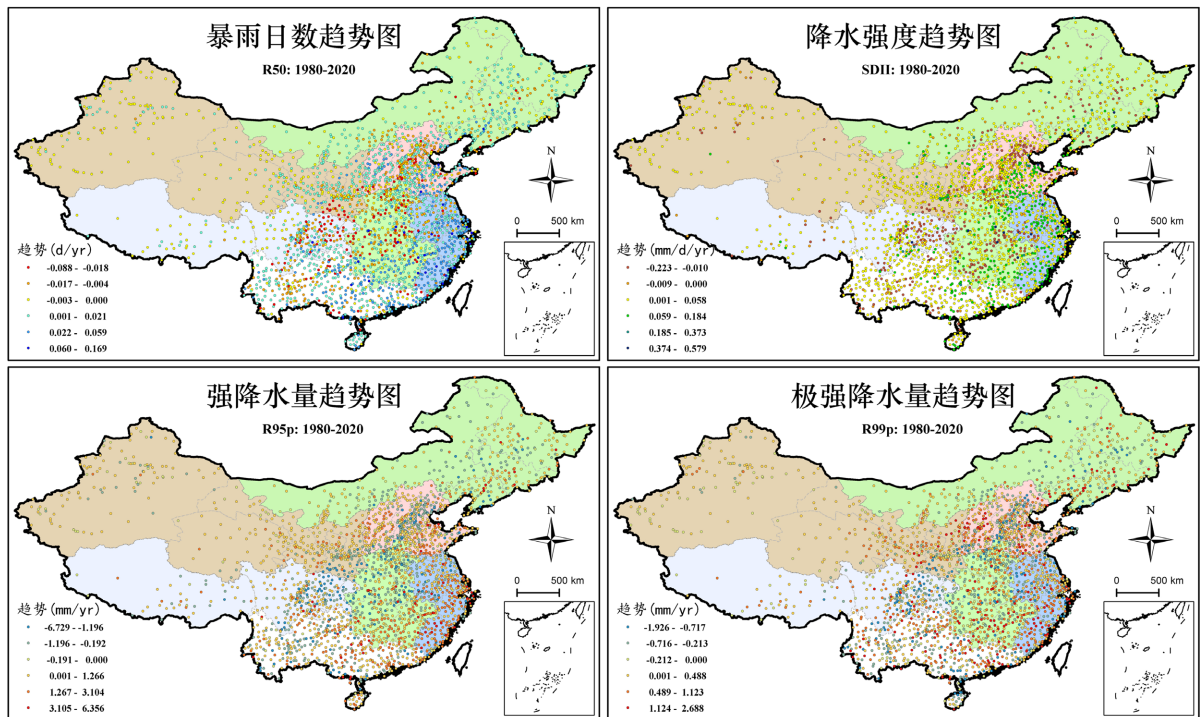 暴雨日数趋势图
R50: 1980-2020
N
0 500 km
趋势(d/yr)
-0.088 - -0.018
-0.017 - -0.004
-0.003 - 0.000
0.001 - 0.021
0.022 - 0.059
0.060 - 0.169
降水强度趋势图
SDII: 1980-2020
N
0 500 km
趋势(mm/d/yr)
-0.223 - -0.010
-0.009 - 0.000
0.001 - 0.058
0.059 - 0.184
0.185 - 0.373
0.374 - 0.579
强降水量趋势图
R95p: 1980-2020
N
0 500 km
趋势(mm/yr)
-6.729 - -1.196
-1.196 - -0.192
-0.191 - 0.000
0.001 - 1.266
1.267 - 3.104
3.105 - 6.356
极强降水量趋势图
R99p: 1980-2020
N
0 500 km
趋势(mm/yr)
-1.926 - -0.717
-0.716 - -0.213
-0.212 - 0.000
0.001 - 0.488
0.489 - 1.123
1.124 - 2.688